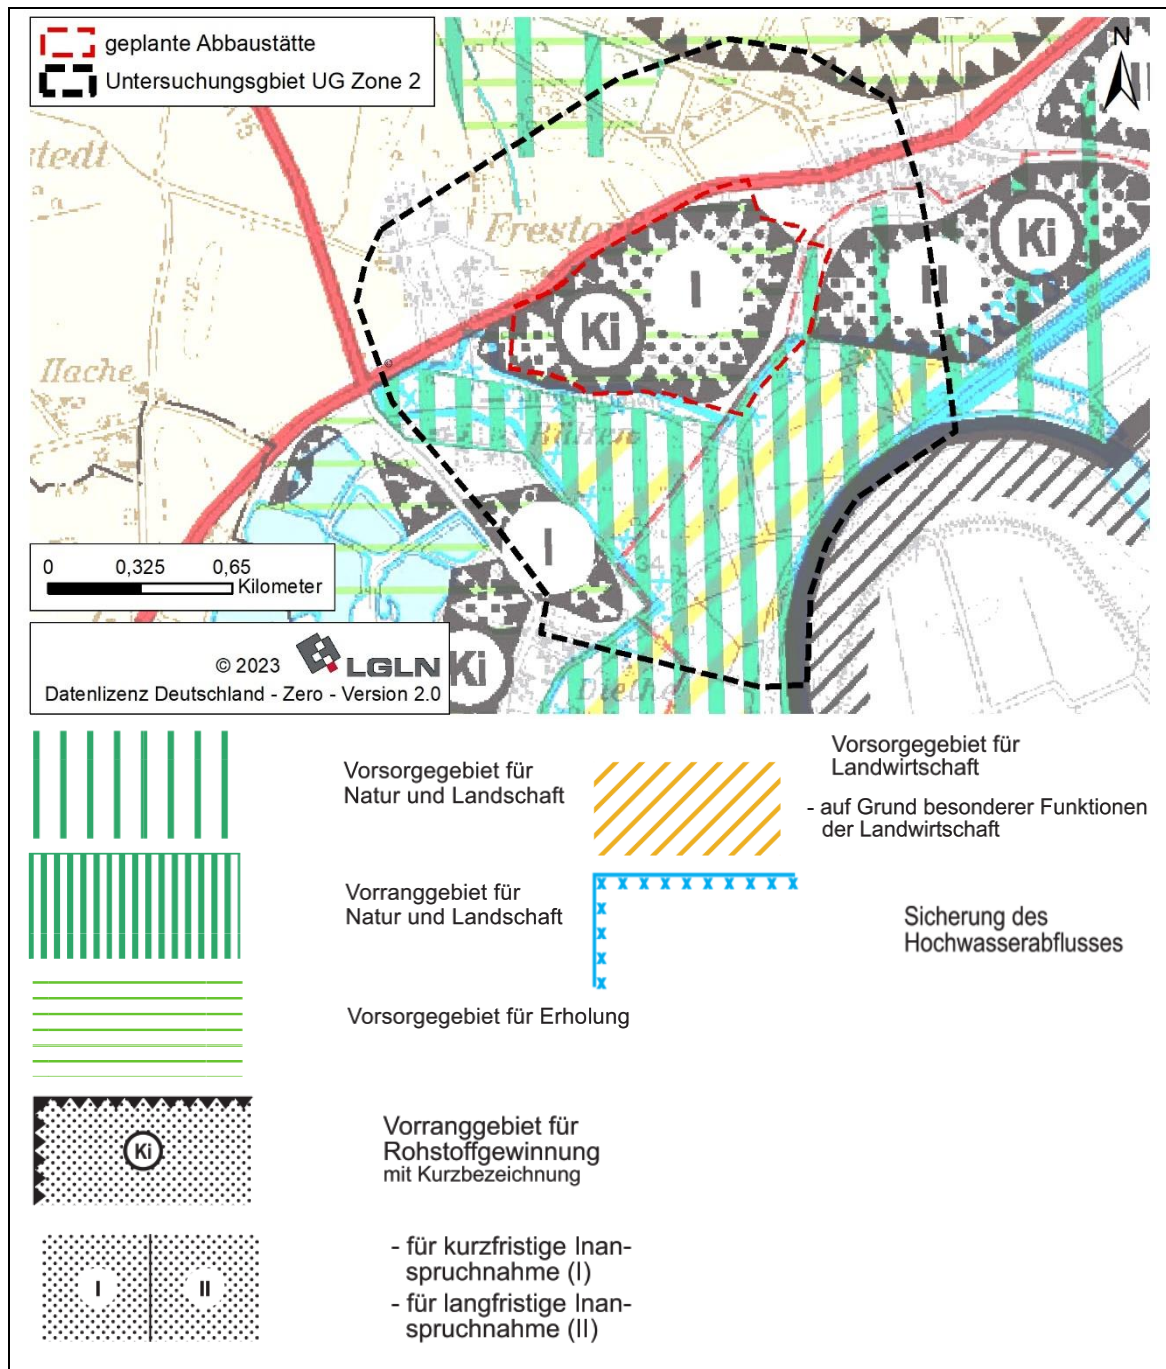 geplante Abbaustätte
Untersuchungsgbiet UG Zone 2
N
stedt
Ki
II
I
Ki
Ilache
I
34
Ki
0 0,325 0,65
Kilometer
© 2023 LGLN
Datenlizenz Deutschland - Zero - Version 2.0
Vorsorgegebiet für
Natur und Landschaft
Vorsorgegebiet für
Landwirtschaft
- auf Grund besonderer Funktionen
der Landwirtschaft
Vorranggebiet für
Natur und Landschaft
Sicherung des
Hochwasserabflusses
Vorsorgegebiet für Erholung
Ki
Vorranggebiet für
Rohstoffgewinnung
mit Kurzbezeichnung
I II
- für kurzfristige Inan-
spruchnahme (I)
- für langfristige Inan-
spruchnahme (II)